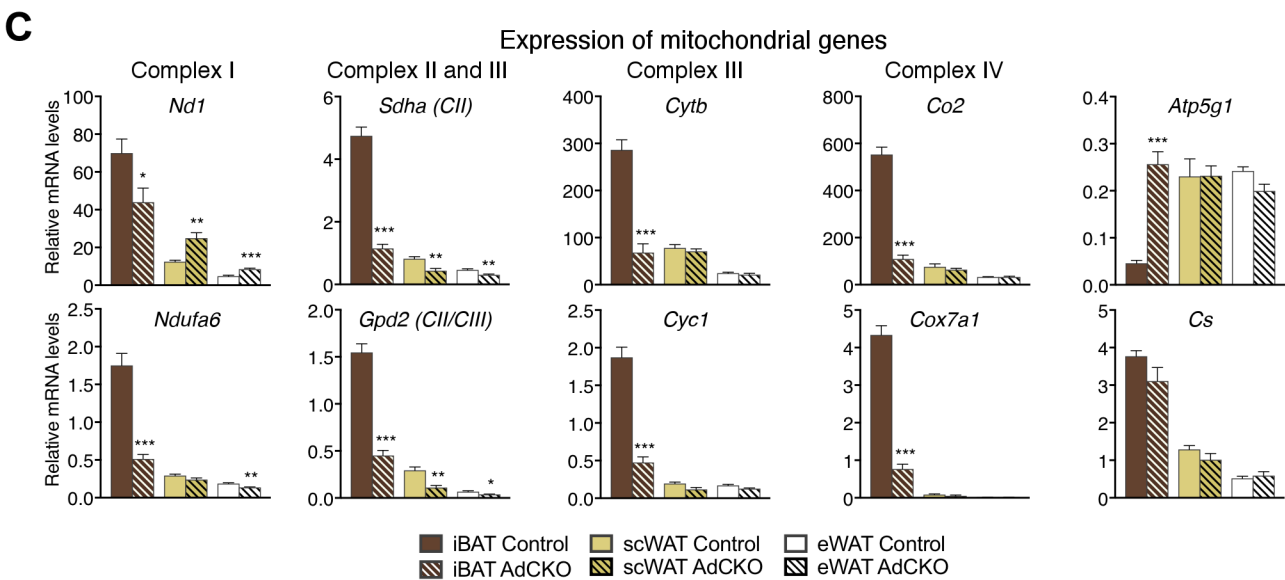 C
Expression of mitochondrial genes
Complex I
Complex II and III
Complex III
Complex IV
Relative mRNA levels
100
80
60
40
20
0
Nd1
*
**
***
6
4
2
0
Sdha (CII)
***
**
**
400
300
200
100
0
Cytb
***
800
600
400
200
0
Co2
***
0.4
0.3
0.2
0.1
0.0
Atp5g1
***
Relative mRNA levels
2.5
2.0
1.5
1.0
0.5
0.0
Ndufa6
***
**
2.0
1.5
1.0
0.5
0.0
Gpd2 (CII/CIII)
***
**
*
2.5
2.0
1.5
1.0
0.5
0.0
Cyc1
***
5
4
3
2
1
0
Cox7a1
***
5
4
3
2
1
0
Cs
iBAT Control
scWAT Control
eWAT Control
iBAT AdCKO
scWAT AdCKO
eWAT AdCKO